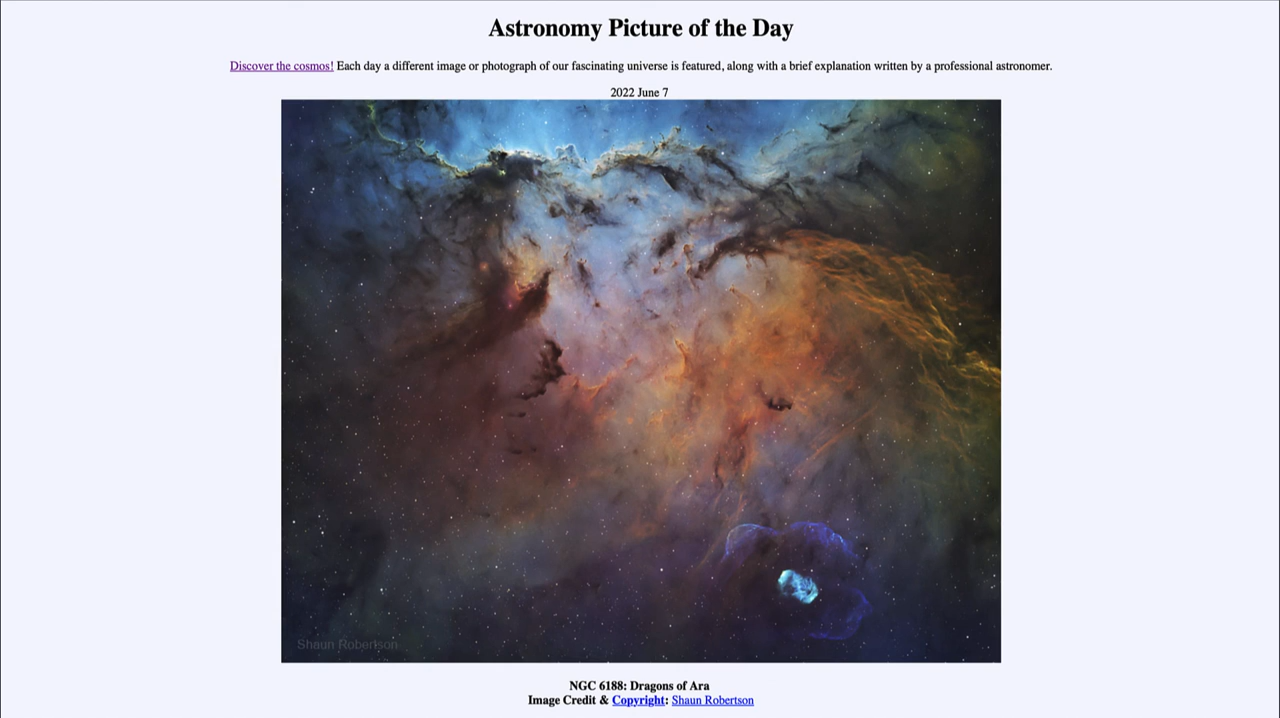 Astronomy Picture of the Day
Discover the cosmos! Each day a different image or photograph of our fascinating universe is featured, along with a brief explanation written by a professional astronomer.
2022 June 7
Shaun Robertson
NGC 6188: Dragons of Ara
Image Credit & Copyright: Shaun Robertson